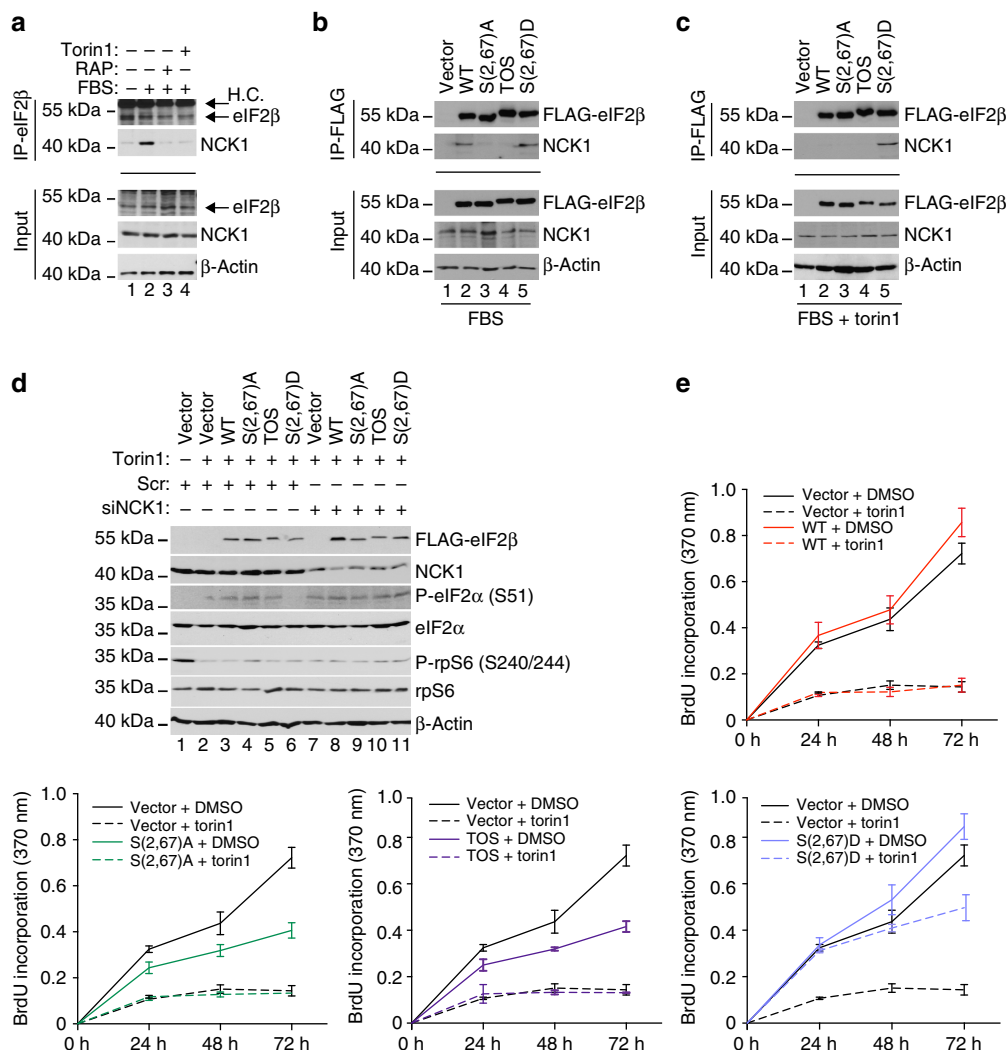 a
Torin1: – – – +
RAP: – – + –
FBS: – + + +
IP-eIF2β
55 kDa
H.C.
eIF2β
40 kDa
NCK1
Input
55 kDa
eIF2β
40 kDa
NCK1
40 kDa
β-Actin
1 2 3 4
b
Vector
WT
S(2,67)A
TOS
S(2,67)D
IP-FLAG
55 kDa
FLAG-eIF2β
40 kDa
NCK1
Input
55 kDa
FLAG-eIF2β
40 kDa
NCK1
40 kDa
β-Actin
1 2 3 4 5
FBS
c
Vector
WT
S(2,67)A
TOS
S(2,67)D
IP-FLAG
55 kDa
FLAG-eIF2β
40 kDa
NCK1
Input
55 kDa
FLAG-eIF2β
40 kDa
NCK1
40 kDa
β-Actin
1 2 3 4 5
FBS + torin1
d
Vector
Vector
WT
S(2,67)A
TOS
S(2,67)D
Vector
WT
S(2,67)A
TOS
S(2,67)D
Torin1: – + + + + + + + + + +
Scr: + + + + + + – – – – –
siNCK1: – – – – – – + + + + +
55 kDa
FLAG-eIF2β
40 kDa
NCK1
35 kDa
P-eIF2α (S51)
35 kDa
eIF2α
35 kDa
P-rpS6 (S240/244)
35 kDa
rpS6
40 kDa
β-Actin
1 2 3 4 5 6 7 8 9 10 11
e
BrdU incorporation (370 nm)
1.0
0.8
0.6
0.4
0.2
0
Vector + DMSO
Vector + torin1
WT + DMSO
WT + torin1
0 h 24 h 48 h 72 h
BrdU incorporation (370 nm)
1.0
0.8
0.6
0.4
0.2
0
Vector + DMSO
Vector + torin1
S(2,67)A + DMSO
S(2,67)A + torin1
0 h 24 h 48 h 72 h
BrdU incorporation (370 nm)
1.0
0.8
0.6
0.4
0.2
0
Vector + DMSO
Vector + torin1
TOS + DMSO
TOS + torin1
0 h 24 h 48 h 72 h
BrdU incorporation (370 nm)
1.0
0.8
0.6
0.4
0.2
0
Vector + DMSO
Vector + torin1
S(2,67)D + DMSO
S(2,67)D + torin1
0 h 24 h 48 h 72 h